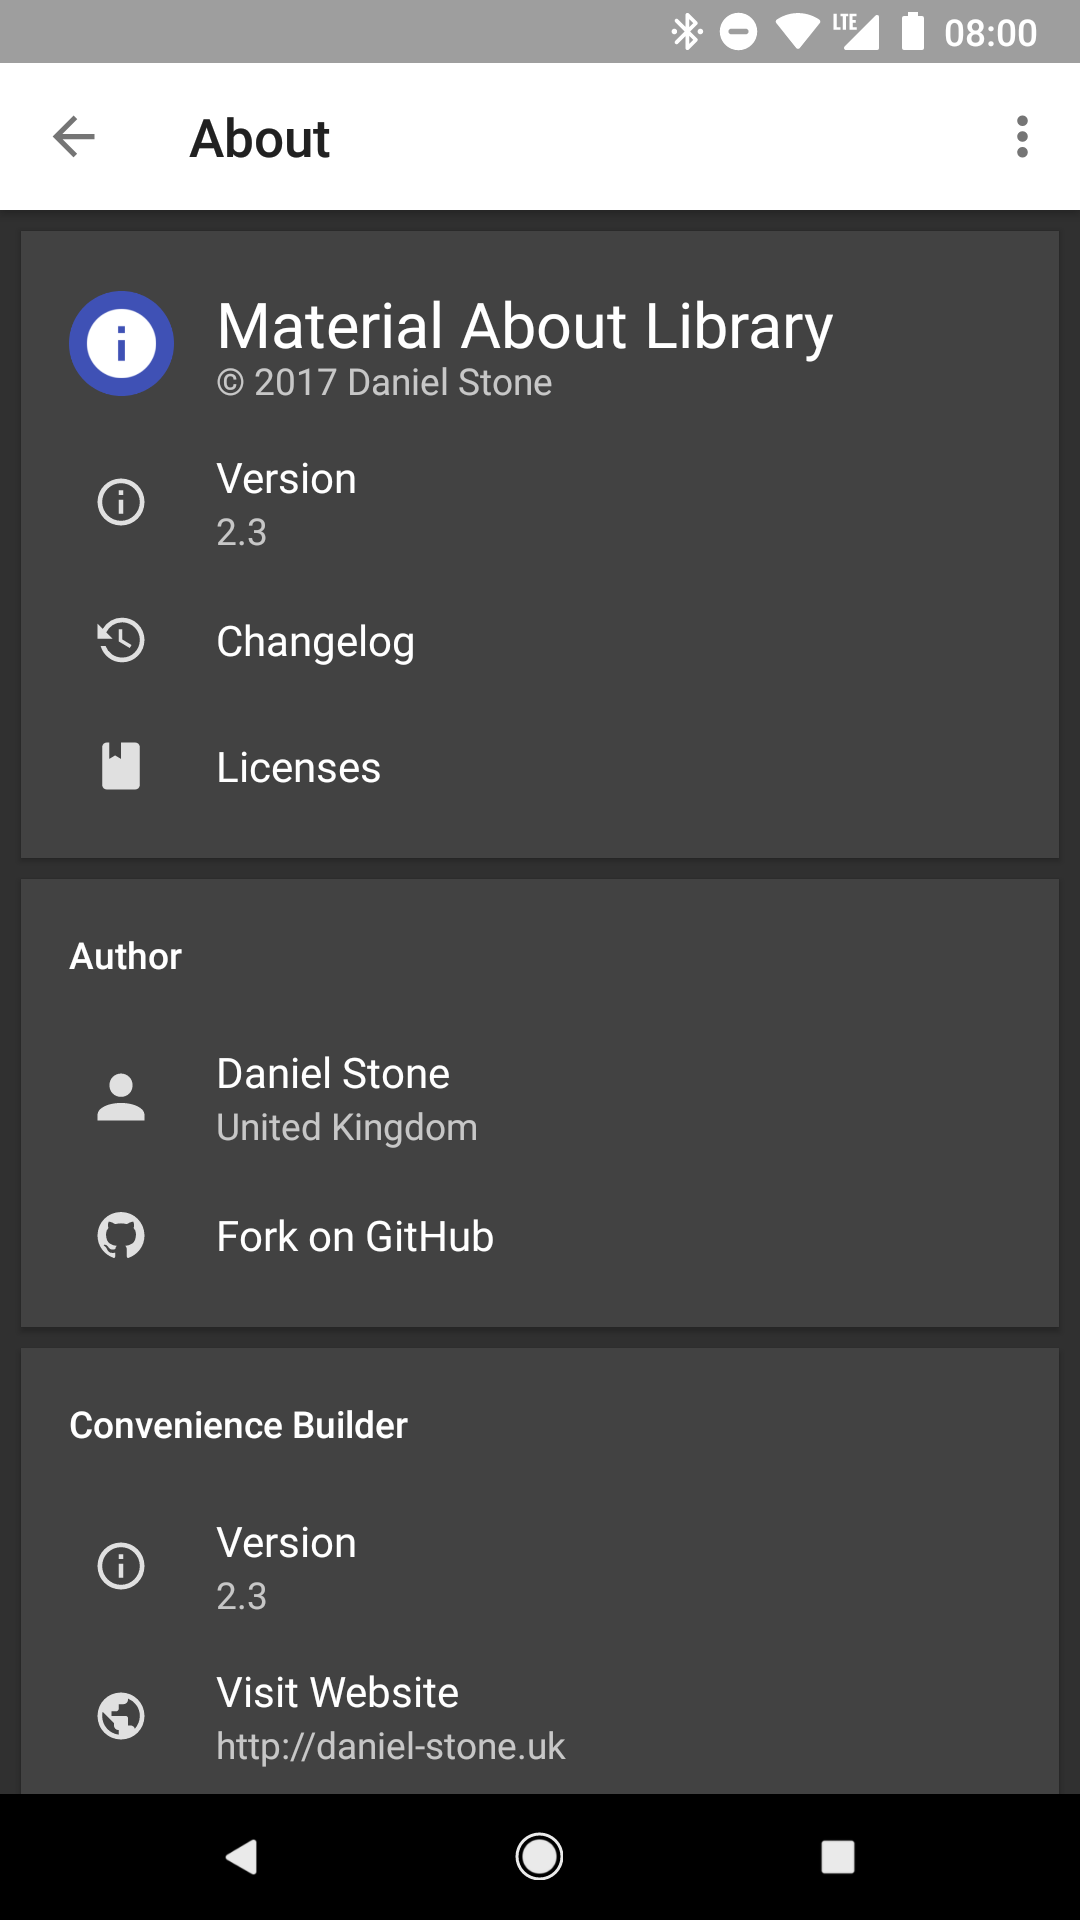 LTE 08:00
About
Material About Library
© 2017 Daniel Stone
Version
2.3
Changelog
Licenses
Author
Daniel Stone
United Kingdom
Fork on GitHub
Convenience Builder
Version
2.3
Visit Website
http://daniel-stone.uk